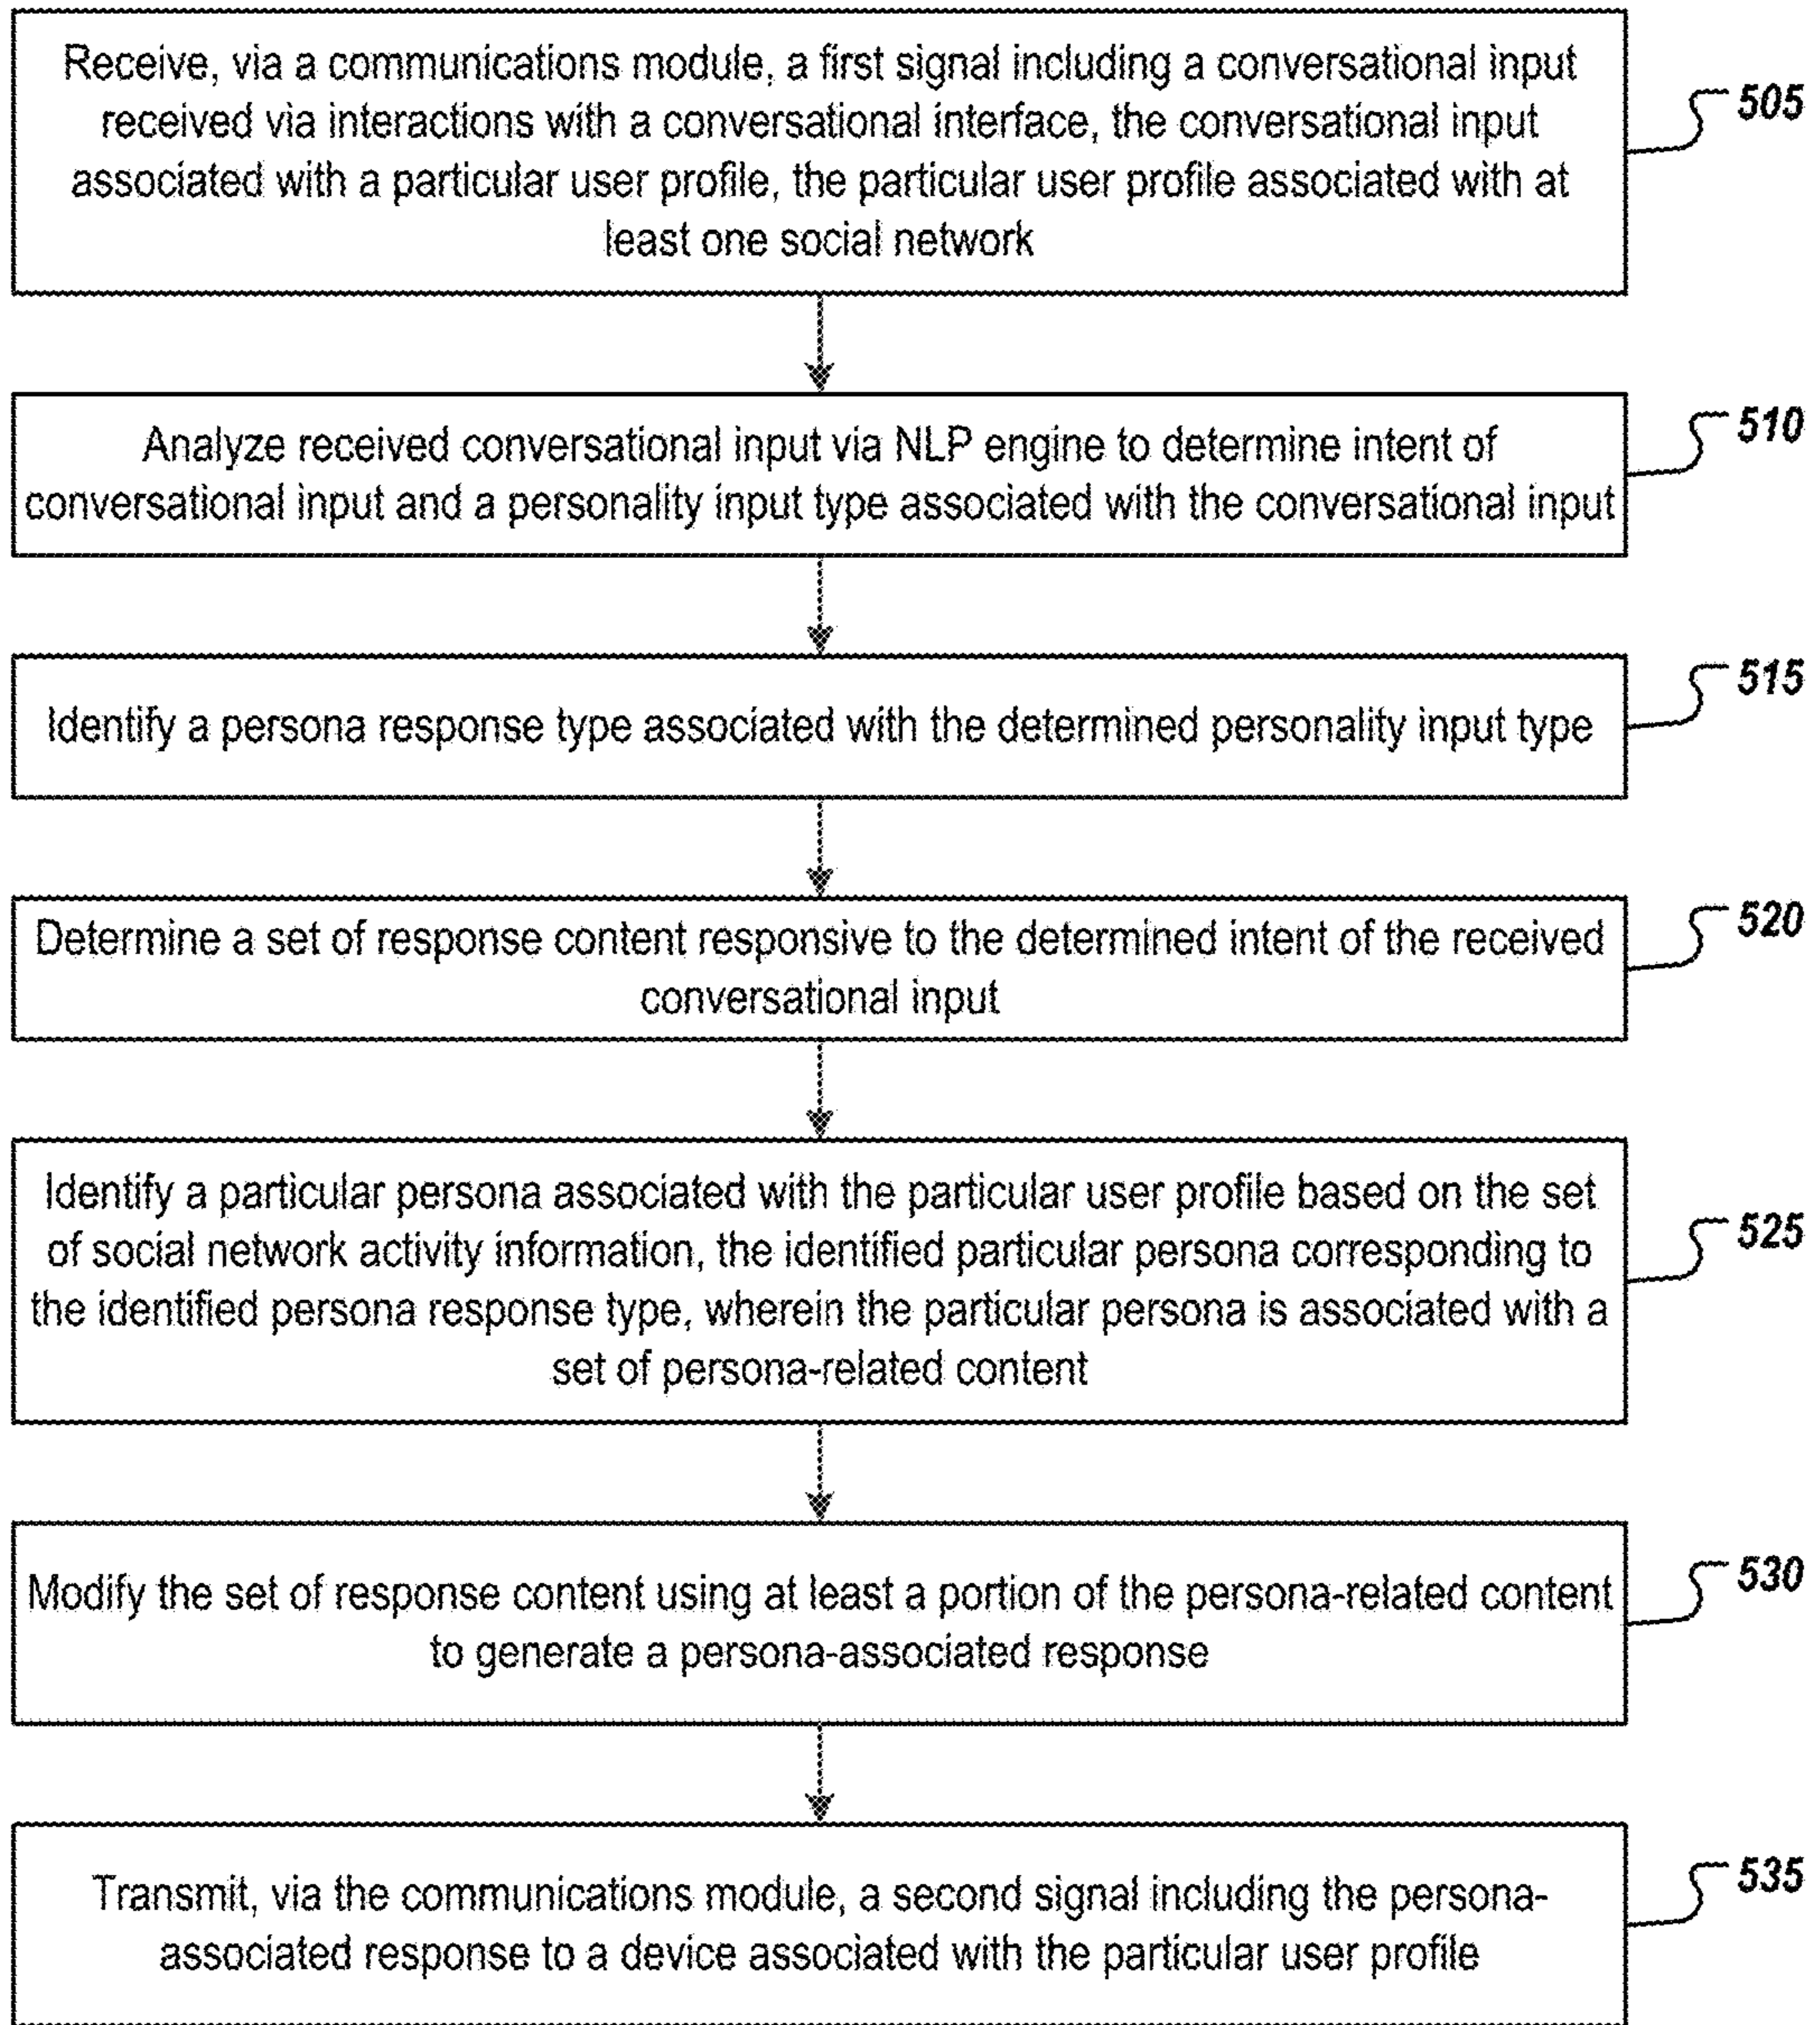 Receive, via a communications module, a first signal including a conversational input
received via interactions with a conversational interface, the conversational input
associated with a particular user profile, the particular user profile associated with at
least one social network
505
Analyze received conversational input via NLP engine to determine intent of
conversational input and a personality input type associated with the conversational input
510
Identify a persona response type associated with the determined personality input type
515
Determine a set of response content responsive to the determined intent of the received
conversational input
520
Identify a particular persona associated with the particular user profile based on the set
of social network activity information, the identified particular persona corresponding to
the identified persona response type, wherein the particular persona is associated with a
set of persona-related content
525
Modify the set of response content using at least a portion of the persona-related content
to generate a persona-associated response
530
Transmit, via the communications module, a second signal including the persona-
associated response to a device associated with the particular user profile
535